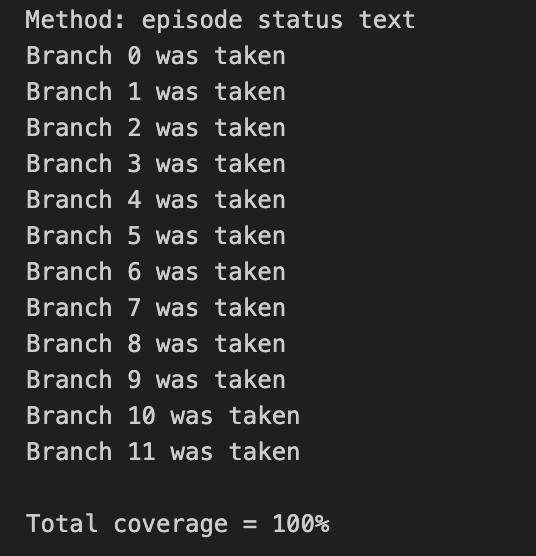 Method: episode status text
Branch 0 was taken
Branch 1 was taken
Branch 2 was taken
Branch 3 was taken
Branch 4 was taken
Branch 5 was taken
Branch 6 was taken
Branch 7 was taken
Branch 8 was taken
Branch 9 was taken
Branch 10 was taken
Branch 11 was taken
Total coverage = 100%